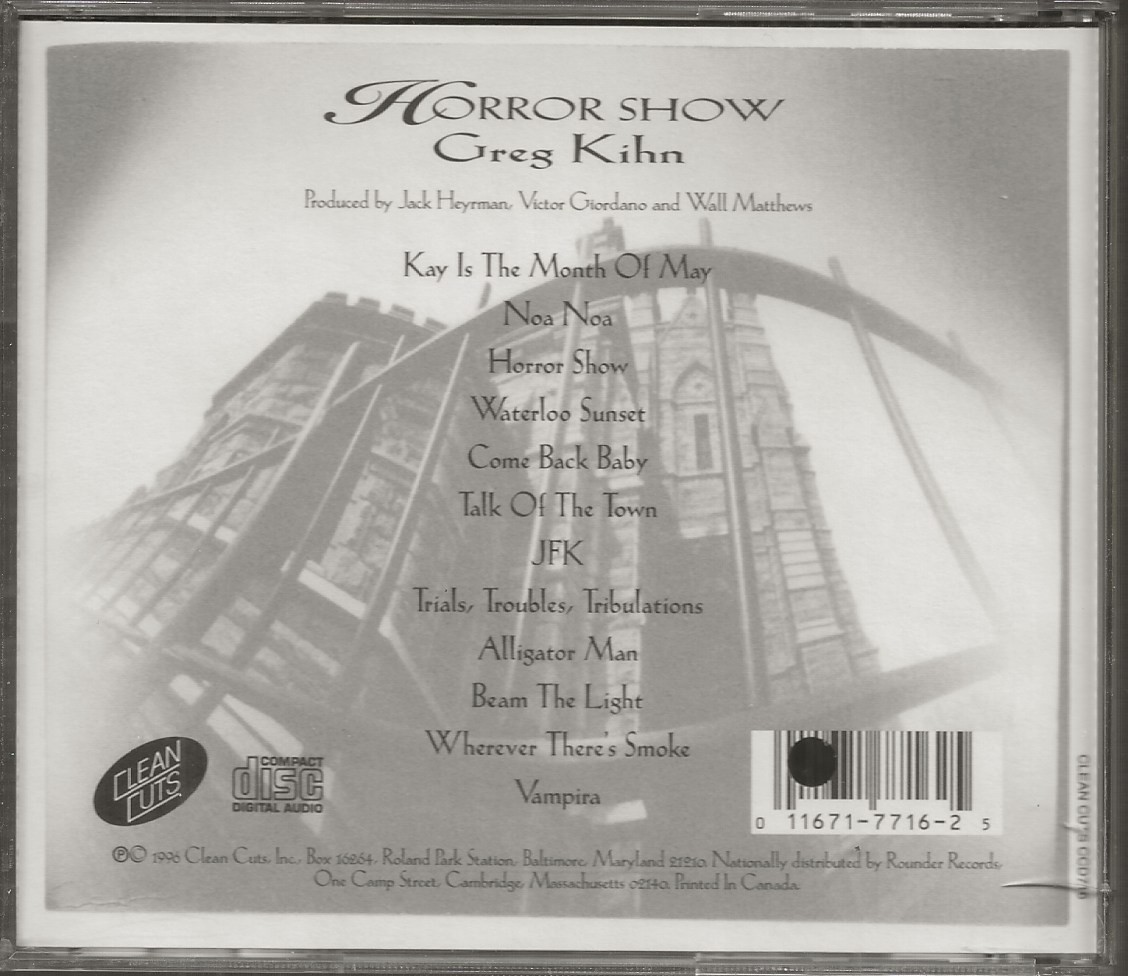 HORROR SHOW
Greg Kihn
Produced by Jack Heyrman, Victor Giordano and Wall Matthews
Kay Is The Month Of May
Noa Noa
Horror Show
Waterloo Sunset
Come Back Baby
Talk Of The Town
JFK
Trials, Troubles, Tribulations
Alligator Man
Beam The Light
Wherever There's Smoke
Vampira
CLEAN
CUTS
COMPACT
disc
DIGITAL AUDIO
0 11671-7716-2 5
℗© 1996 Clean Cuts, Inc., Box 16264, Roland Park Station, Baltimore, Maryland 21210. Nationally distributed by Rounder Records,
One Camp Street, Cambridge, Massachusetts 02140. Printed In Canada.
CLEAN CUTS